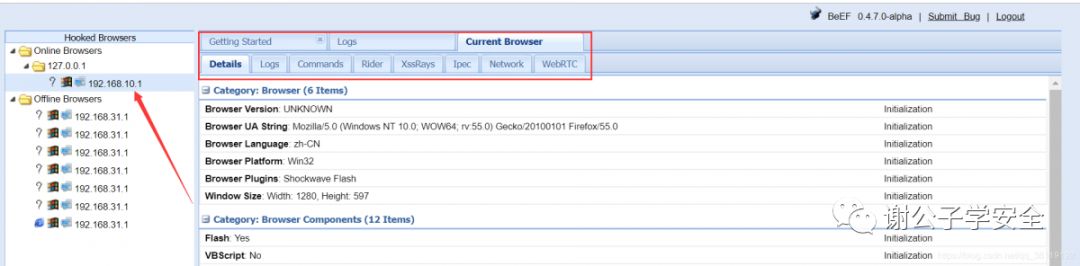 BeEF 0.4.7.0-alpha | Submit Bug | Logout
Hooked Browsers
Online Browsers
127.0.0.1
? 192.168.10.1
Offline Browsers
? 192.168.31.1
? 192.168.31.1
? 192.168.31.1
? 192.168.31.1
? 192.168.31.1
? 192.168.31.1
192.168.31.1
Getting Started Logs Current Browser
Details Logs Commands Rider XssRays Ipec Network WebRTC
Category: Browser (6 Items)
Browser Version: UNKNOWN Initialization
Browser UA String: Mozilla/5.0 (Windows NT 10.0; WOW64; rv:55.0) Gecko/20100101 Firefox/55.0 Initialization
Browser Language: zh-CN Initialization
Browser Platform: Win32 Initialization
Browser Plugins: Shockwave Flash Initialization
Window Size: Width: 1280, Height: 597 Initialization
Category: Browser Components (12 Items)
Flash: Yes Initialization
VBScript: No Initialization
谢公子学安全